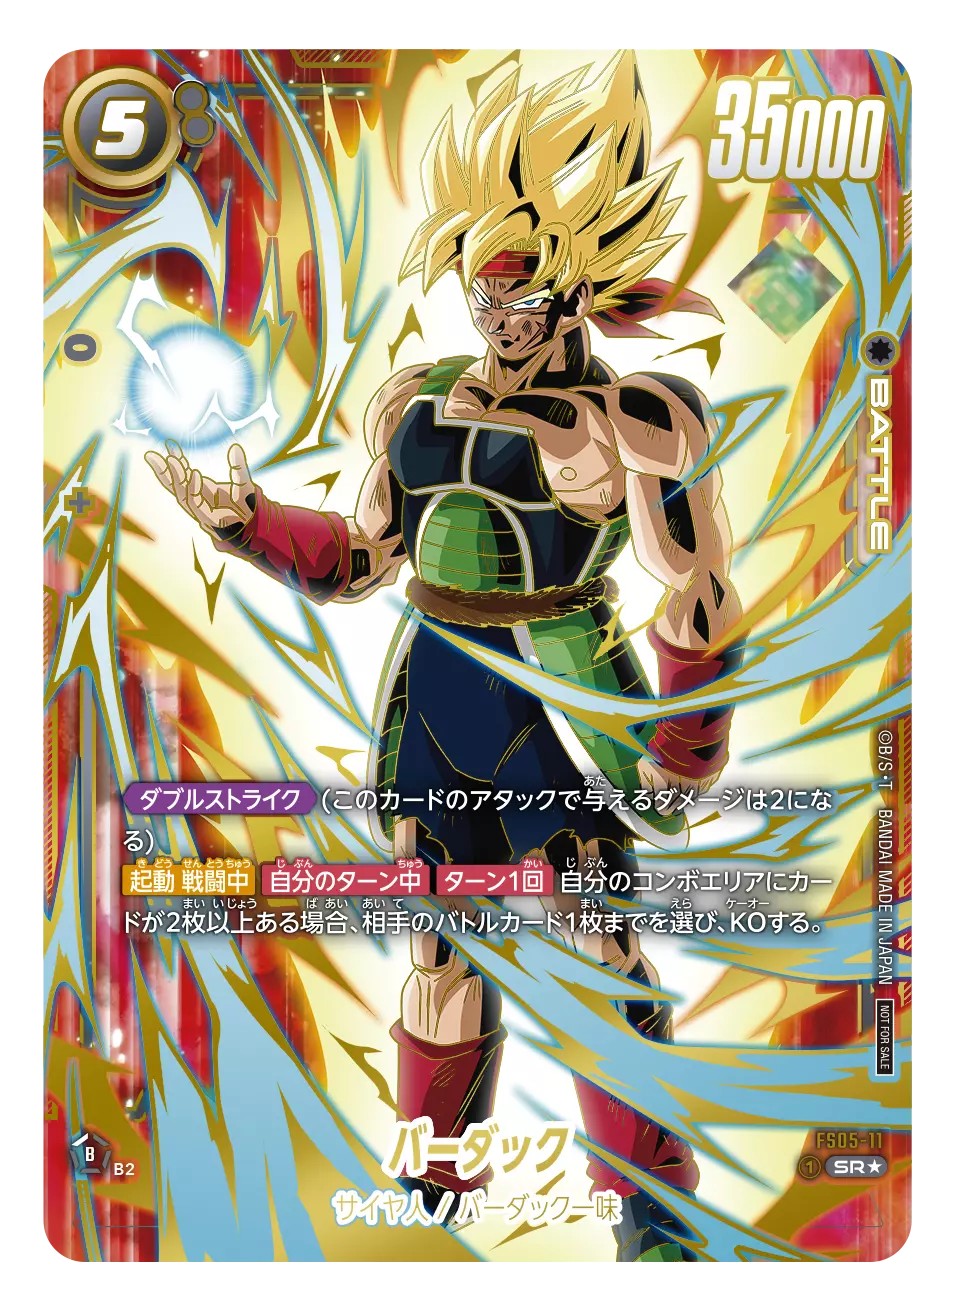 5
35000
0
BATTLE
+
ダブルストライク (このカードのアタックで与えるダメージは2にな
る)
起動 戦闘中 自分のターン中 ターン1回 自分のコンボエリアにカー
ドが2枚以上ある場合、相手のバトルカード1枚までを選び、KOする。
©B/S・T BANDAI MADE IN JAPAN
NOT FOR SALE
バーダック
サイヤ人/バーダック一味
B
B2
FS05-11
1 SR★